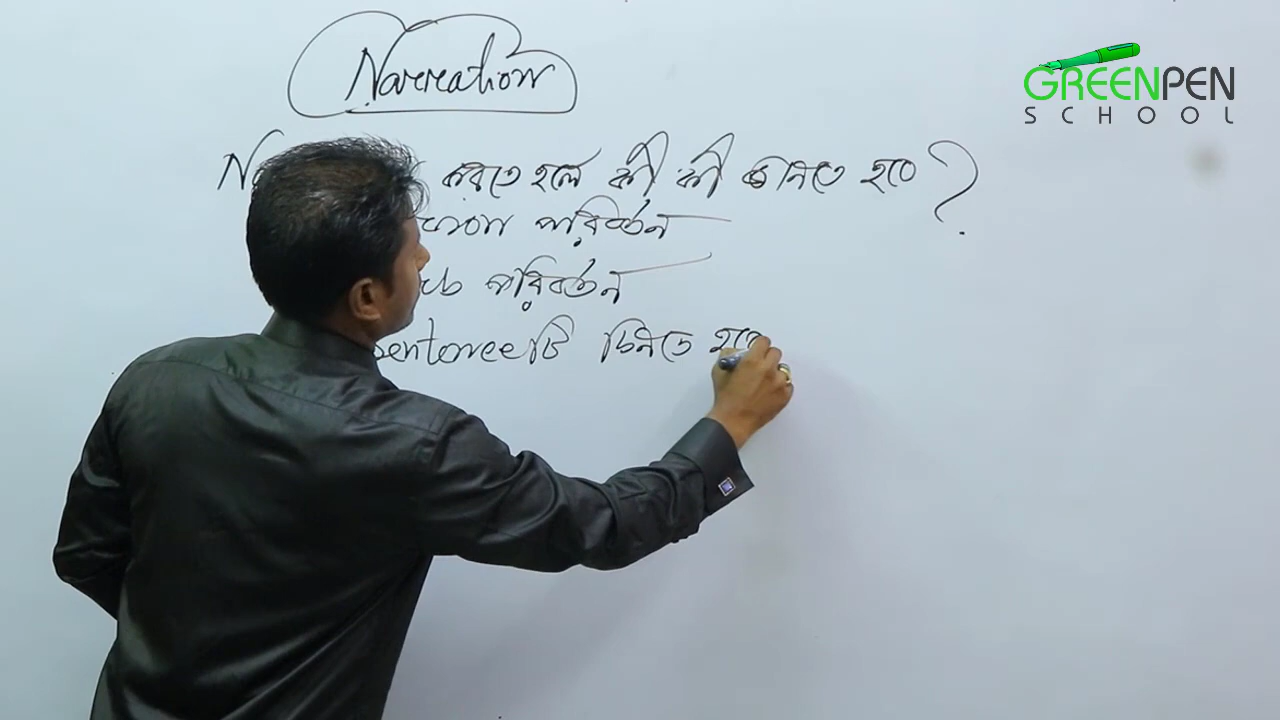 Narration
করতে হলে কী কী জানতে হবে?
পরিবর্তন
পরিবর্তন
Sentenceটি চিনতে হবে
GREENPEN
SCHOOL